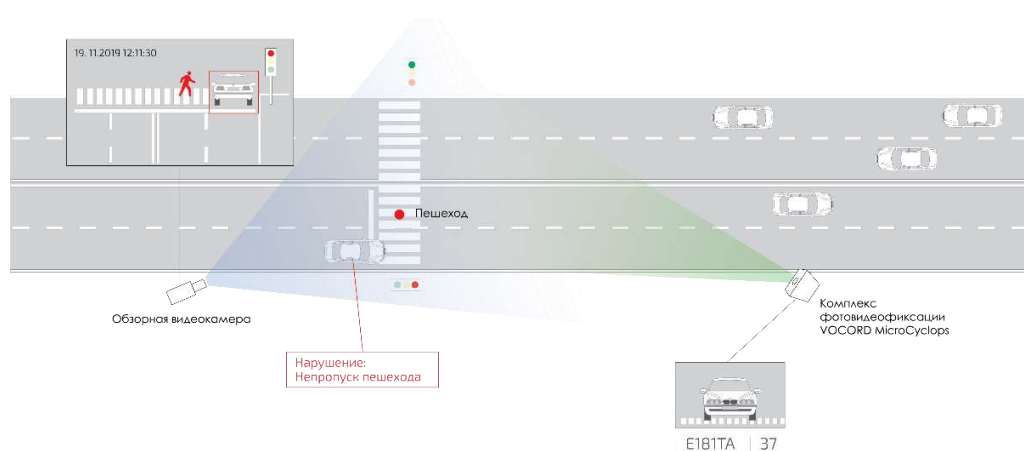 19. 11.2019 12:11:30
Пешеход
Обзорная видеокамера
Комплекс
фотовидеофиксации
VOCORD MicroCyclops
Нарушение:
Непропуск пешехода
E181TA | 37